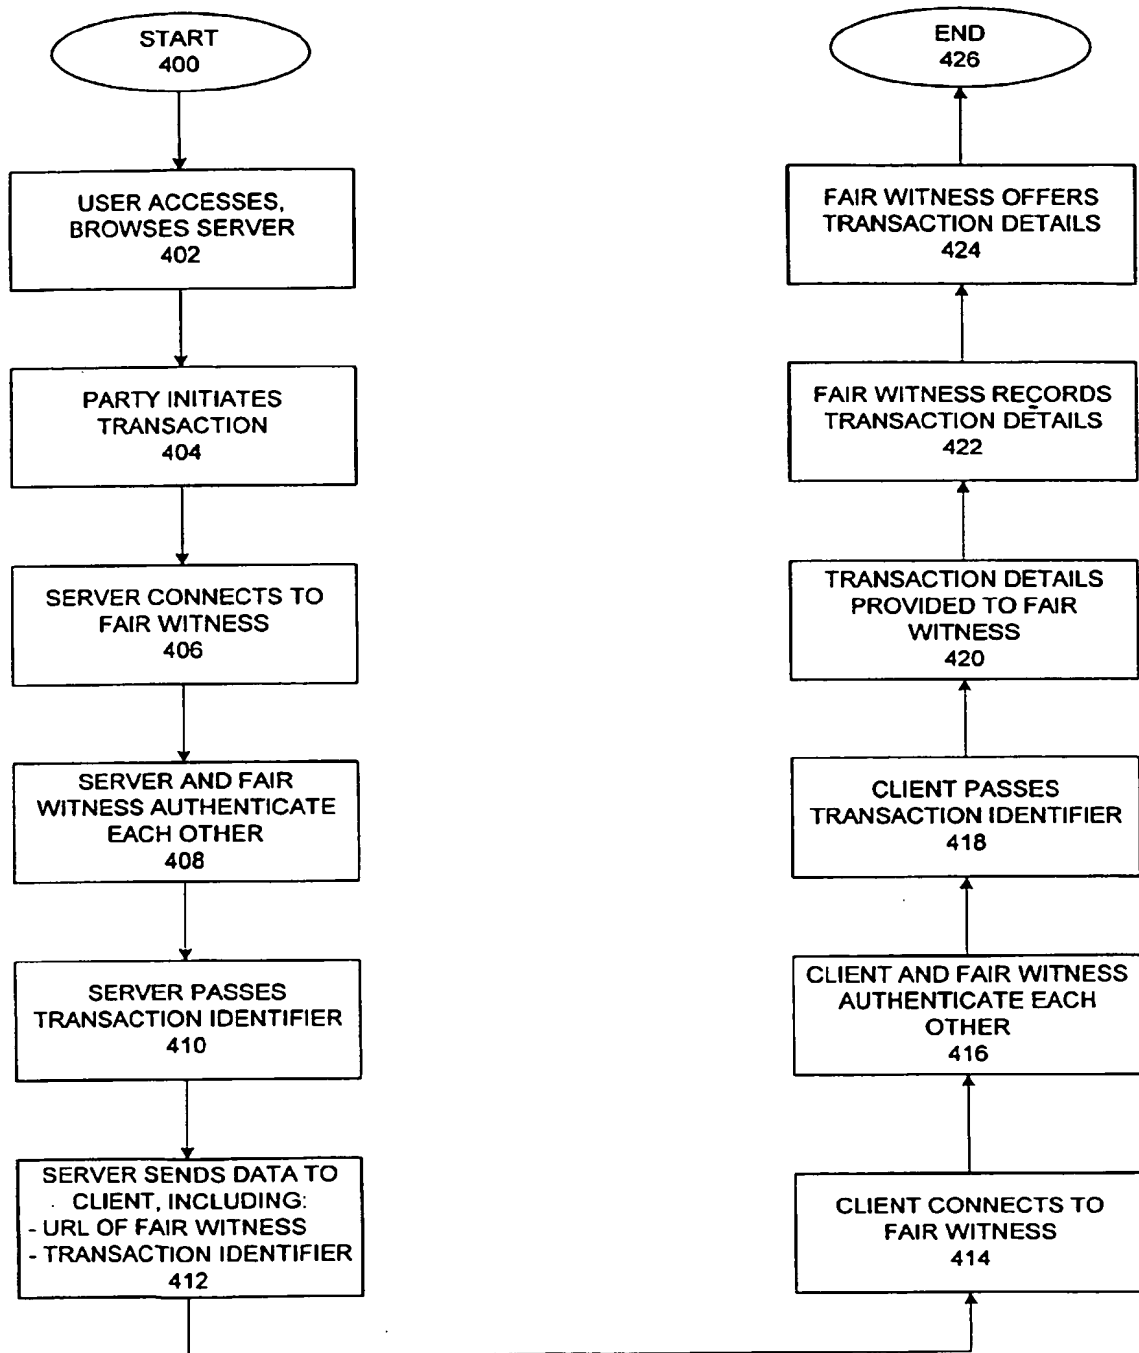 START
400
USER ACCESSES,
BROWSES SERVER
402
PARTY INITIATES
TRANSACTION
404
SERVER CONNECTS TO
FAIR WITNESS
406
SERVER AND FAIR
WITNESS AUTHENTICATE
EACH OTHER
408
SERVER PASSES
TRANSACTION IDENTIFIER
410
SERVER SENDS DATA TO
CLIENT, INCLUDING:
- URL OF FAIR WITNESS
- TRANSACTION IDENTIFIER
412
CLIENT CONNECTS TO
FAIR WITNESS
414
CLIENT AND FAIR WITNESS
AUTHENTICATE EACH
OTHER
416
CLIENT PASSES
TRANSACTION IDENTIFIER
418
TRANSACTION DETAILS
PROVIDED TO FAIR
WITNESS
420
FAIR WITNESS RECORDS
TRANSACTION DETAILS
422
FAIR WITNESS OFFERS
TRANSACTION DETAILS
424
END
426